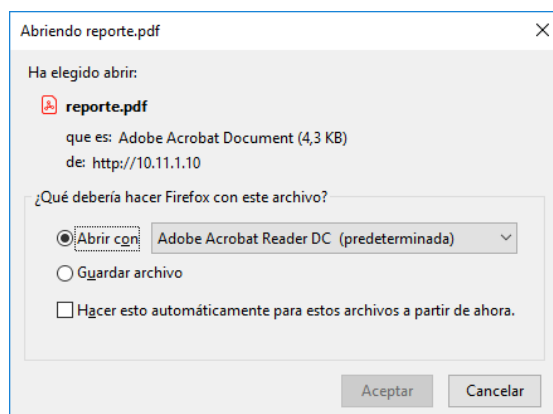 Abriendo reporte.pdf
Ha elegido abrir:
reporte.pdf
que es: Adobe Acrobat Document (4,3 KB)
de: http://10.11.1.10
¿Qué debería hacer Firefox con este archivo?
Abrir con Adobe Acrobat Reader DC (predeterminada)
Guardar archivo
Hacer esto automáticamente para estos archivos a partir de ahora.
Aceptar Cancelar